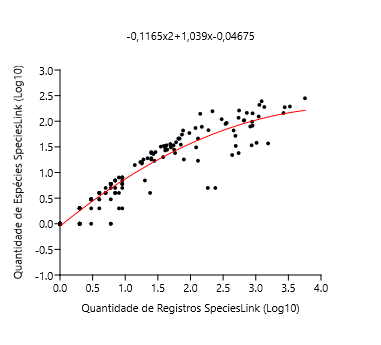 -0,1165x2+1,039x-0,04675
3.0
2.5
2.0
1.5
1.0
0.5
0.0
-0.5
-1.0
0.0 0.5 1.0 1.5 2.0 2.5 3.0 3.5 4.0
Quantidade de Espécies SpeciesLink (Log10)
Quantidade de Registros SpeciesLink (Log10)